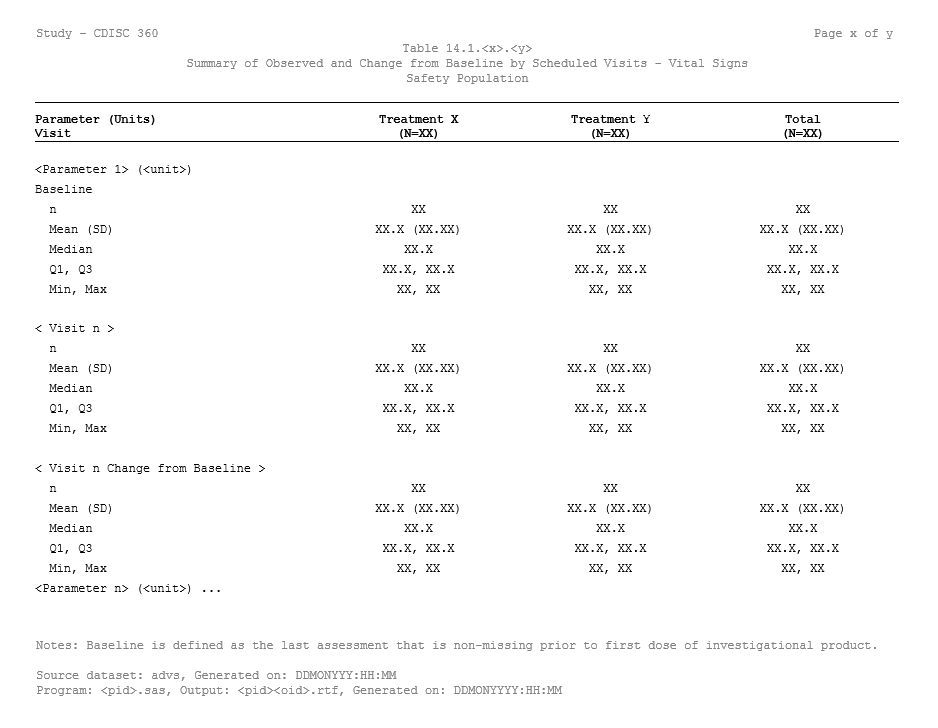 Study - CDISC 360 Page x of y
Table 14.1.<x>.<y>
Summary of Observed and Change from Baseline by Scheduled Visits - Vital Signs
Safety Population
Parameter (Units) Treatment X Treatment Y Total
Visit (N=XX) (N=XX) (N=XX)
<Parameter 1> (<unit>)
Baseline
n XX XX XX
Mean (SD) XX.X (XX.XX) XX.X (XX.XX) XX.X (XX.XX)
Median XX.X XX.X XX.X
Q1, Q3 XX.X, XX.X XX.X, XX.X XX.X, XX.X
Min, Max XX, XX XX, XX XX, XX
< Visit n >
n XX XX XX
Mean (SD) XX.X (XX.XX) XX.X (XX.XX) XX.X (XX.XX)
Median XX.X XX.X XX.X
Q1, Q3 XX.X, XX.X XX.X, XX.X XX.X, XX.X
Min, Max XX, XX XX, XX XX, XX
< Visit n Change from Baseline >
n XX XX XX
Mean (SD) XX.X (XX.XX) XX.X (XX.XX) XX.X (XX.XX)
Median XX.X XX.X XX.X
Q1, Q3 XX.X, XX.X XX.X, XX.X XX.X, XX.X
Min, Max XX, XX XX, XX XX, XX
<Parameter n> (<unit>) ...
Notes: Baseline is defined as the last assessment that is non-missing prior to first dose of investigational product.
Source dataset: advs, Generated on: DDMONYYY:HH:MM
Program: <pid>.sas, Output: <pid><oid>.rtf, Generated on: DDMONYYYY:HH:MM